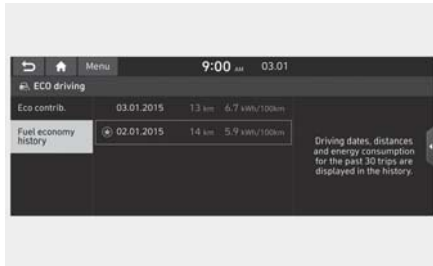 Menu 9:00 AM 03.01
ECO driving
Eco contrib. 03.01.2015 13 km 6.7 kWh/100km
Fuel economy
history
02.01.2015 14 km 5.9 kWh/100km
Driving dates, distances
and energy consumption
for the past 30 trips are
displayed in the history.